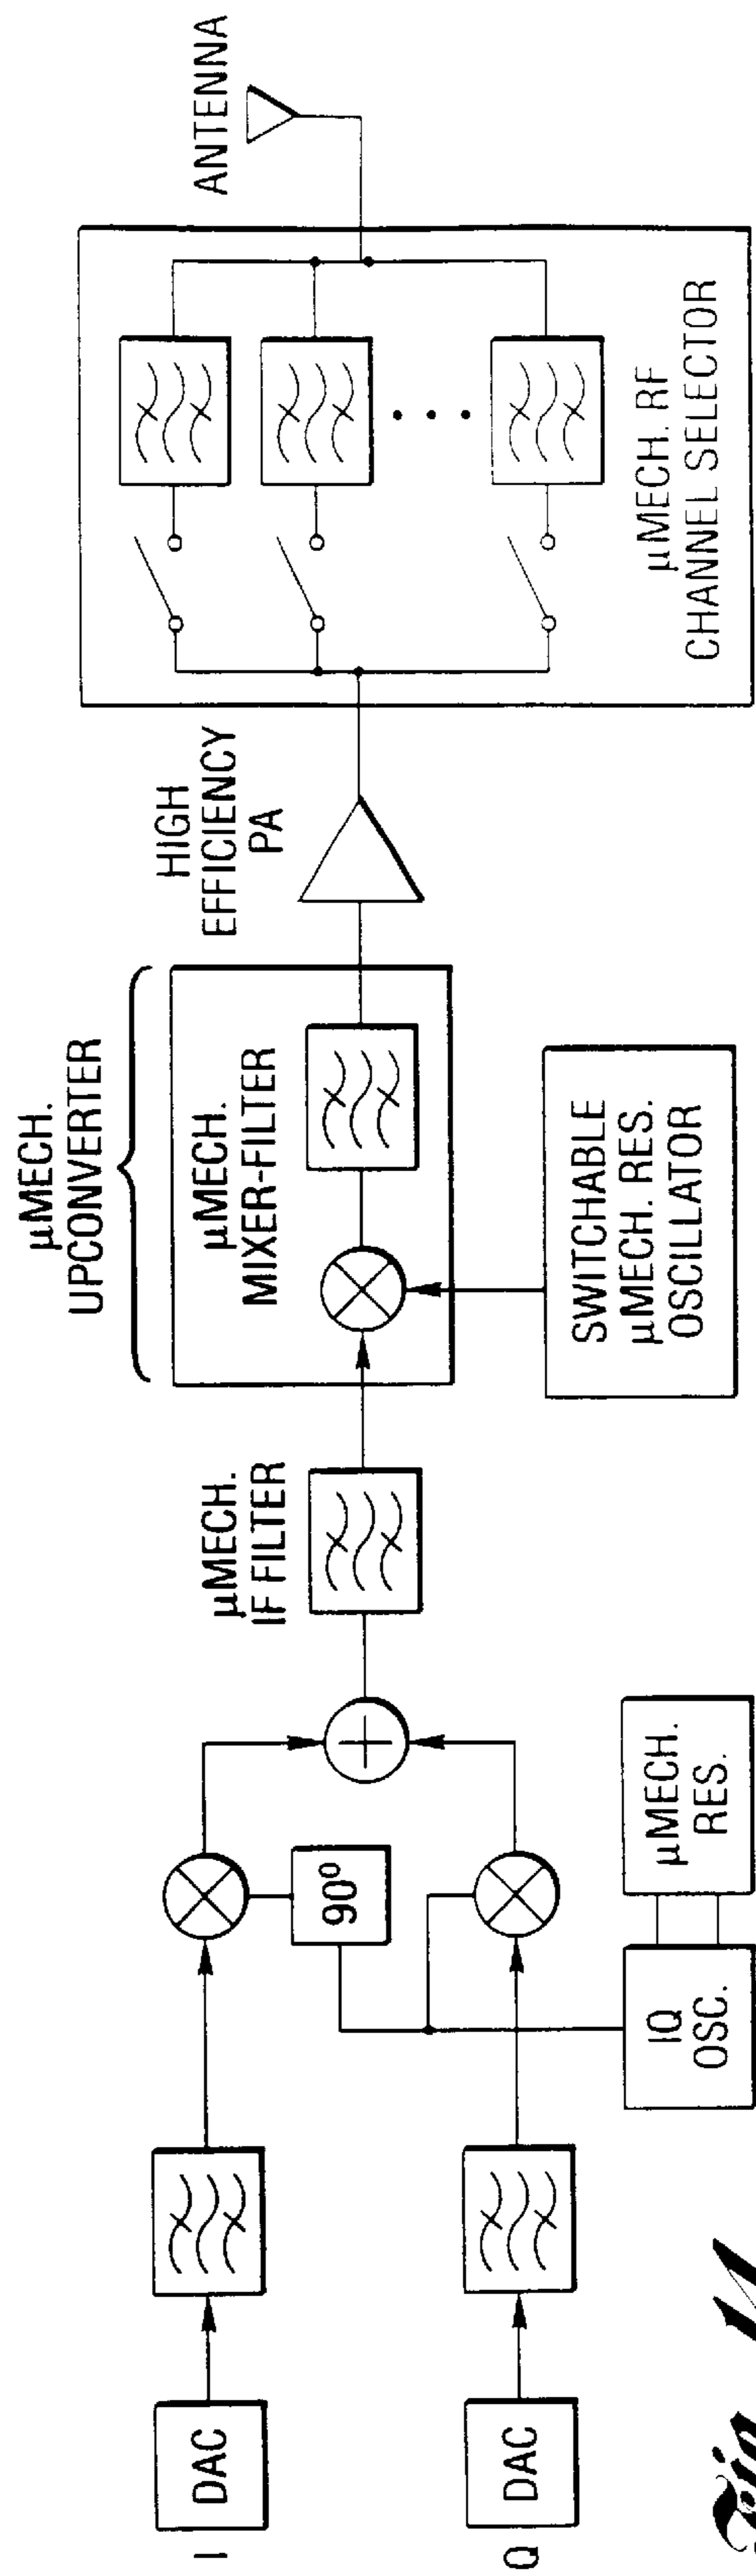 I
DAC
Q
DAC
90°
IQ
OSC.
µMECH.
RES.
µMECH.
IF FILTER
µMECH.
UPCONVERTER
µMECH.
MIXER-FILTER
SWITCHABLE
µMECH. RES.
OSCILLATOR
HIGH
EFFICIENCY
PA
µMECH. RF
CHANNEL SELECTOR
ANTENNA